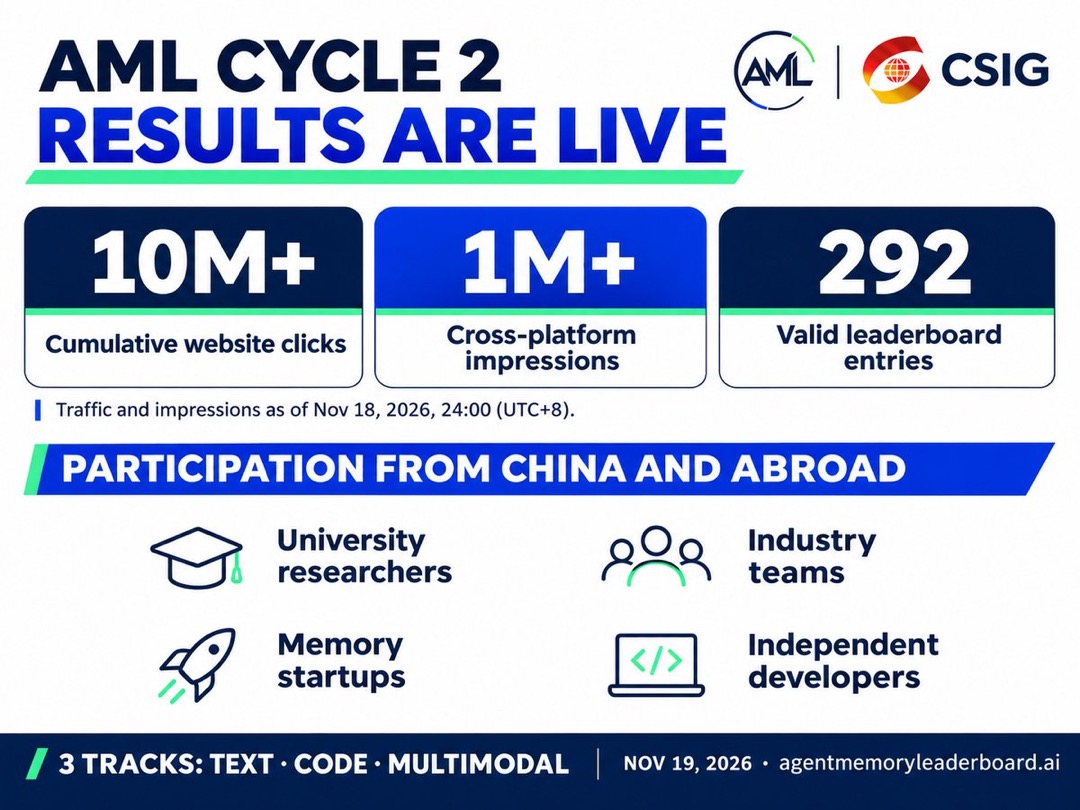 AML CYCLE 2
RESULTS ARE LIVE
AML
CSIG
10M+
Cumulative website clicks
1M+
Cross-platform
impressions
292
Valid leaderboard
entries
Traffic and impressions as of Nov 18, 2026, 24:00 (UTC+8).
PARTICIPATION FROM CHINA AND ABROAD
University
researchers
Industry
teams
Memory
startups
</>
Independent
developers
3 TRACKS: TEXT · CODE · MULTIMODAL
NOV 19, 2026 · agentmemoryleaderboard.ai